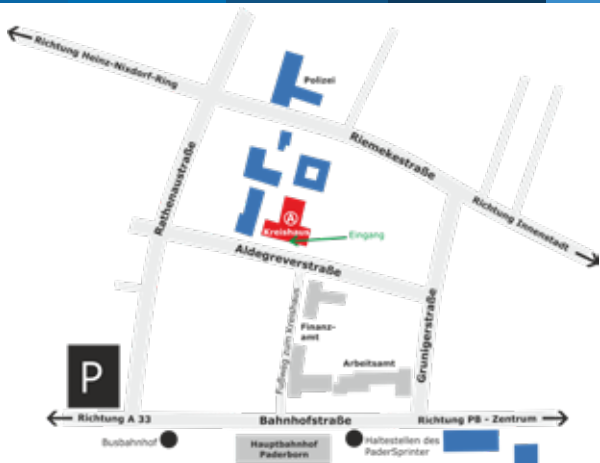 Richtung Heinz-Nixdorf-Ring
Polizei
Riemekestraße
Richtung Innenstadt
Rathenaustraße
A
Kreishaus
Eingang
Aldegreverstraße
Fußweg zum Kreishaus
Finanz-
amt
Grunigerstraße
Arbeitsamt
P
Richtung A 33
Bahnhofstraße
Richtung PB - Zentrum
Busbahnhof
Hauptbahnhof
Paderborn
Haltestellen des
PaderSprinter